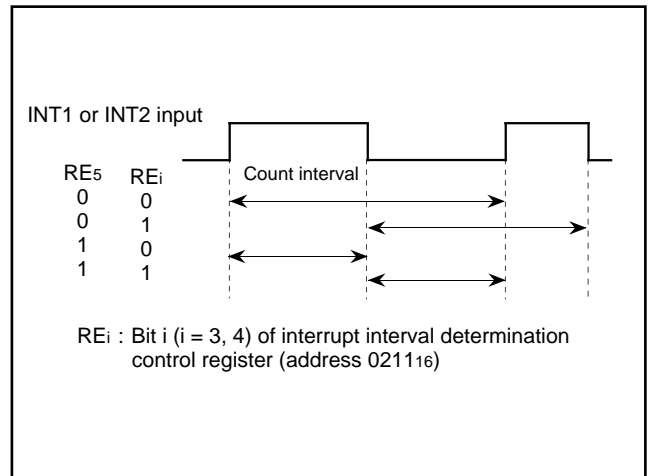 INT1 or INT2 input
RE5 REi Count interval
0 0
0 1
1 0
1 1
REi : Bit i (i = 3, 4) of interrupt interval determination
control register (address 021116)